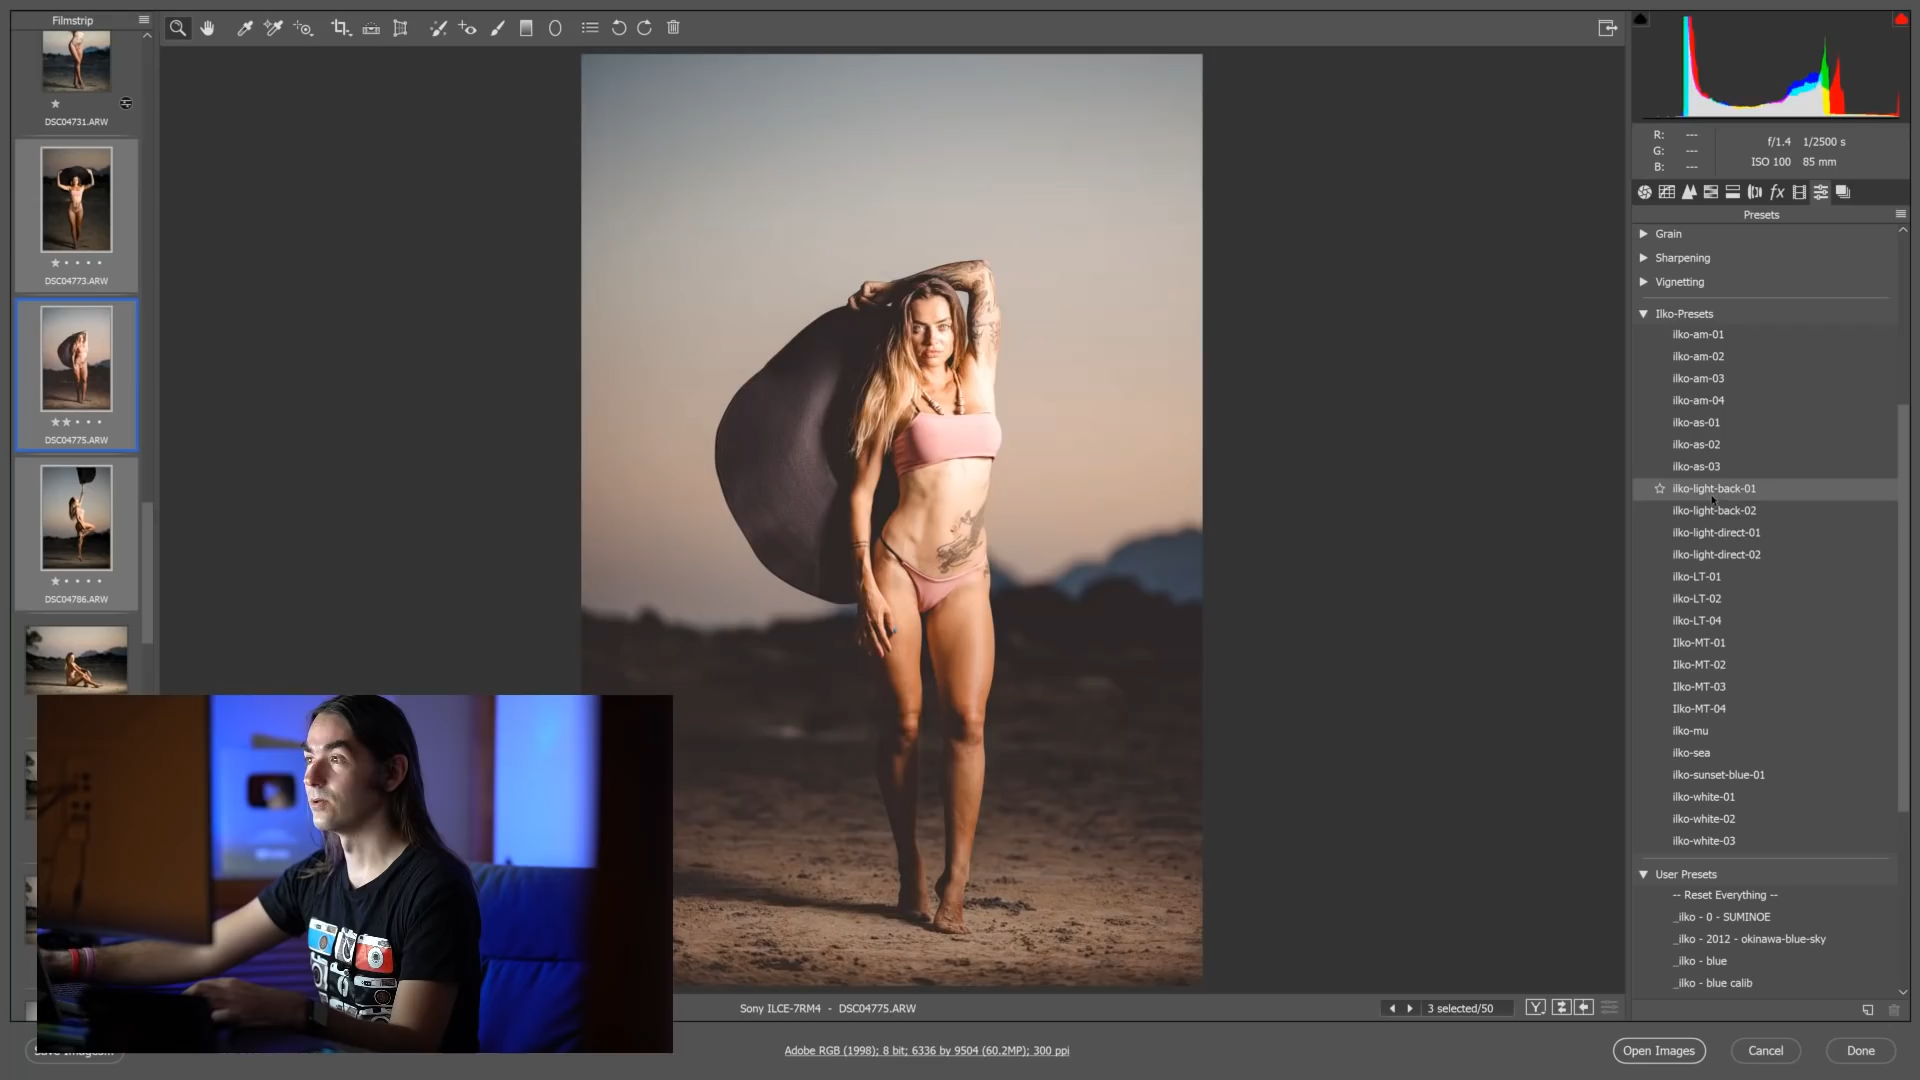 Filmstrip
DSC04731.ARW
DSC04773.ARW
DSC04775.ARW
DSC04786.ARW
Sony ILCE-7RM4 - DSC04775.ARW
3 selected/50
Adobe RGB (1998); 8 bit; 6336 by 9504 (60.2MP); 300 ppi
R: ---
G: ---
B: ---
f/1.4 1/2500 s
ISO 100 85 mm
fx
Presets
Grain
Sharpening
Vignetting
Ilko-Presets
ilko-am-01
ilko-am-02
ilko-am-03
ilko-am-04
ilko-as-01
ilko-as-02
ilko-as-03
ilko-light-back-01
ilko-light-back-02
ilko-light-direct-01
ilko-light-direct-02
ilko-LT-01
ilko-LT-02
ilko-LT-04
Ilko-MT-01
Ilko-MT-02
Ilko-MT-03
Ilko-MT-04
ilko-mu
ilko-sea
ilko-sunset-blue-01
ilko-white-01
ilko-white-02
ilko-white-03
User Presets
-- Reset Everything --
_ilko - 0 - SUMINOE
_ilko - 2012 - okinawa-blue-sky
_ilko - blue
_ilko - blue calib
Open Images
Cancel
Done